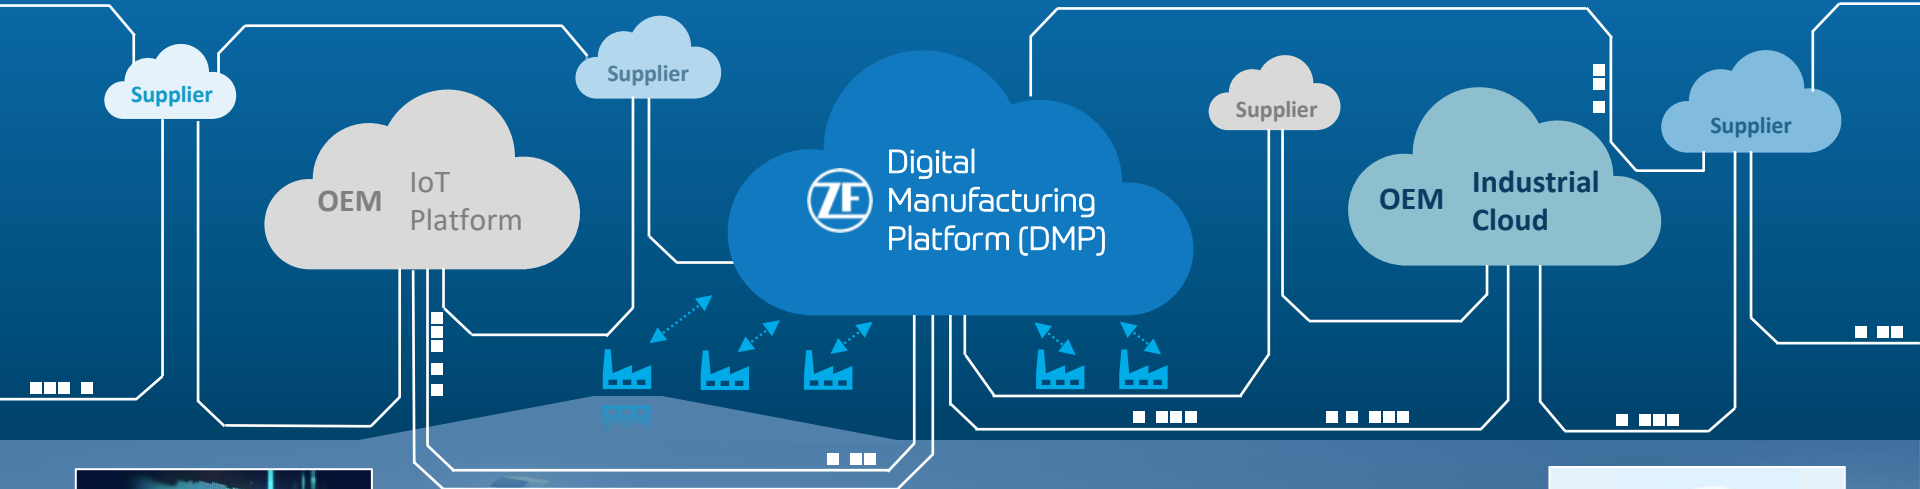 Supplier
Supplier
OEM
IoT
Platform
ZF
Digital
Manufacturing
Platform (DMP)
Supplier
OEM
Industrial
Cloud
Supplier